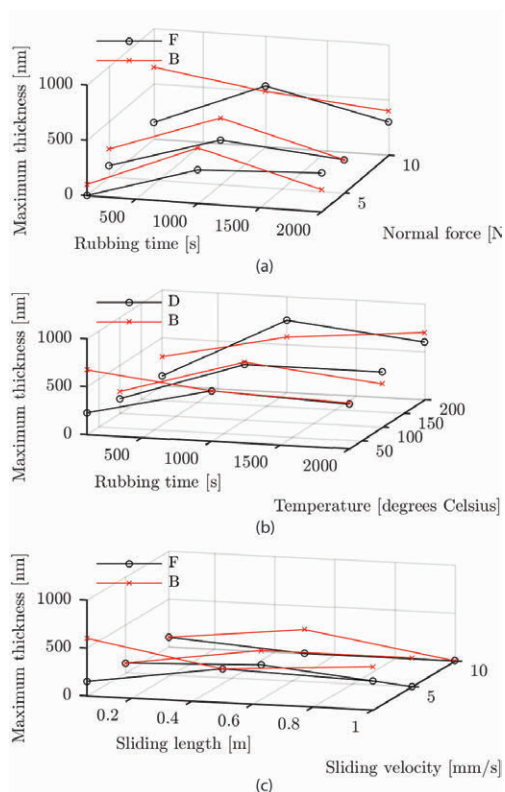 F
B
Maximum thickness [nm]
1000
500
0
500
1000
1500
2000
5
10
Rubbing time [s]
Normal force [N
(a)
D
B
Maximum thickness [nm]
1000
500
0
500
1000
1500
2000
50
100
150
200
Rubbing time [s]
Temperature [degrees Celsius]
(b)
F
B
Maximum thickness [nm]
1000
500
0
0.2
0.4
0.6
0.8
1
5
10
Sliding length [m]
Sliding velocity [mm/s]
(c)